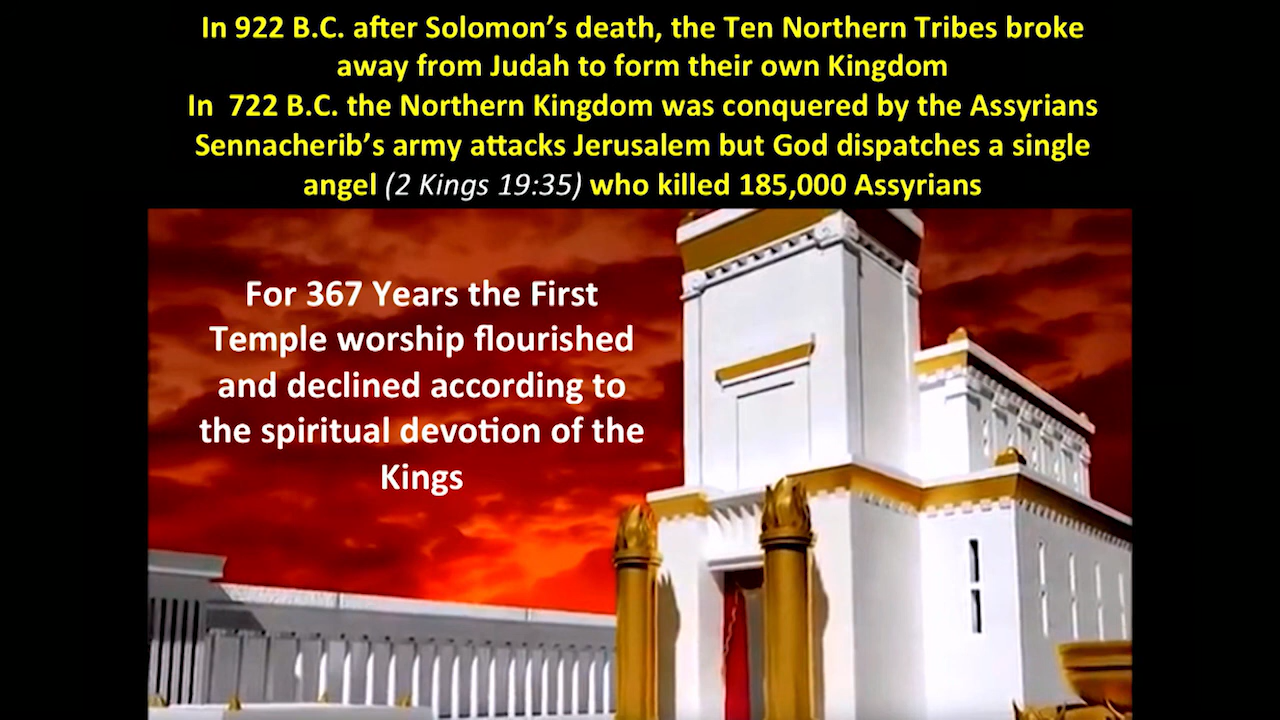 In 922 B.C. after Solomon’s death, the Ten Northern Tribes broke
away from Judah to form their own Kingdom
In  722 B.C. the Northern Kingdom was conquered by the Assyrians
Sennacherib’s army attacks Jerusalem but God dispatches a single
angel (2 Kings 19:35) who killed 185,000 Assyrians
For 367 Years the First
Temple worship flourished
and declined according to
the spiritual devotion of the
Kings